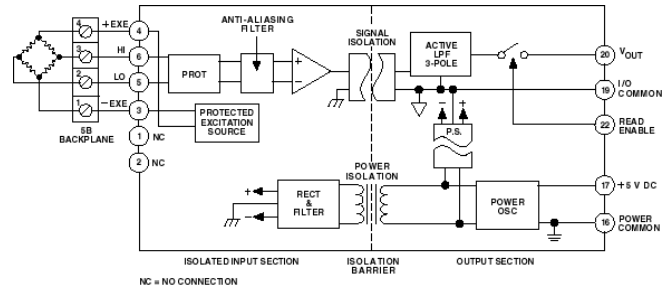 ANTI-ALIASING
FILTER
SIGNAL
ISOLATION
ACTIVE
LPF
3-POLE
4
+EXE
4
3
HI
6
2
LO
5
1
−EXE
3
5B
BACKPLANE
1
NC
2
NC
PROT
+
−
PROTECTED
EXCITATION
SOURCE
20
VOUT
19
I/O
COMMON
22
READ
ENABLE
−
+
P.S.
POWER
ISOLATION
+
−
RECT
&
FILTER
POWER
OSC
17
+5 V DC
16
POWER
COMMON
ISOLATED INPUT SECTION
ISOLATION
BARRIER
OUTPUT SECTION
NC = NO CONNECTION